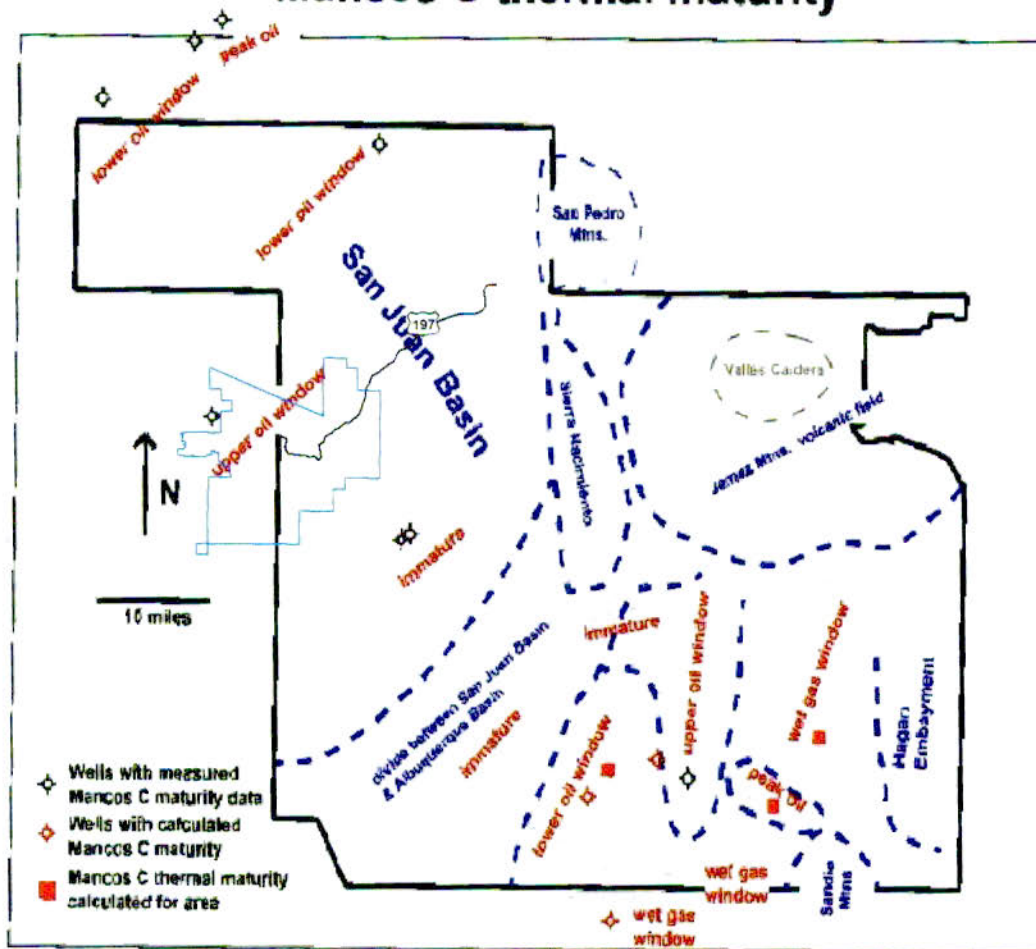 Mancos C thermal maturity
peak oil
lower oil window
lower oil window
San Pedro
Mtns.
San Juan Basin
197
Valles Caldera
upper oil window
Sierra Nacimiento
Jemez Mtns. volcanic field
N
immature
10 miles
immature
upper oil window
wet gas window
Hagan
Embayment
divide between San Juan Basin
& Albuquerque Basin
immature
lower oil window
peak oil
Wells with measured
Mancos C maturity data
Wells with calculated
Mancos C maturity
Mancos C thermal maturity
calculated for area
wet gas
window
Sandia
Mtns
wet gas
window